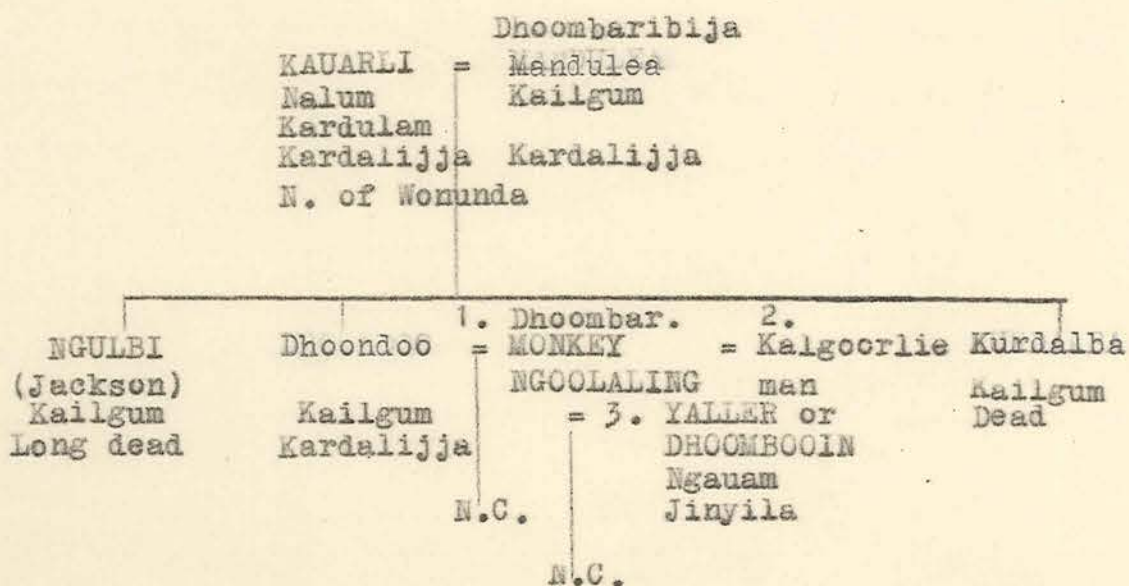 Dhoombaribija
KAUARLI = Mandulea
Nalum Kailgum
Kardulam
Kardalijja Kardalijja
N. of Wonunda
1. Dhoombar. 2.
NGULBI Dhoondoo = MONKEY = Kalgoorlie Kurdalba
(Jackson) NGOOLALING man Kailgum
Kailgum Kailgum = 3. YALLER or Dead
Long dead Kardalijja DHOOMBOOIN
Ngauam
N.C. Jinyila
N.C.